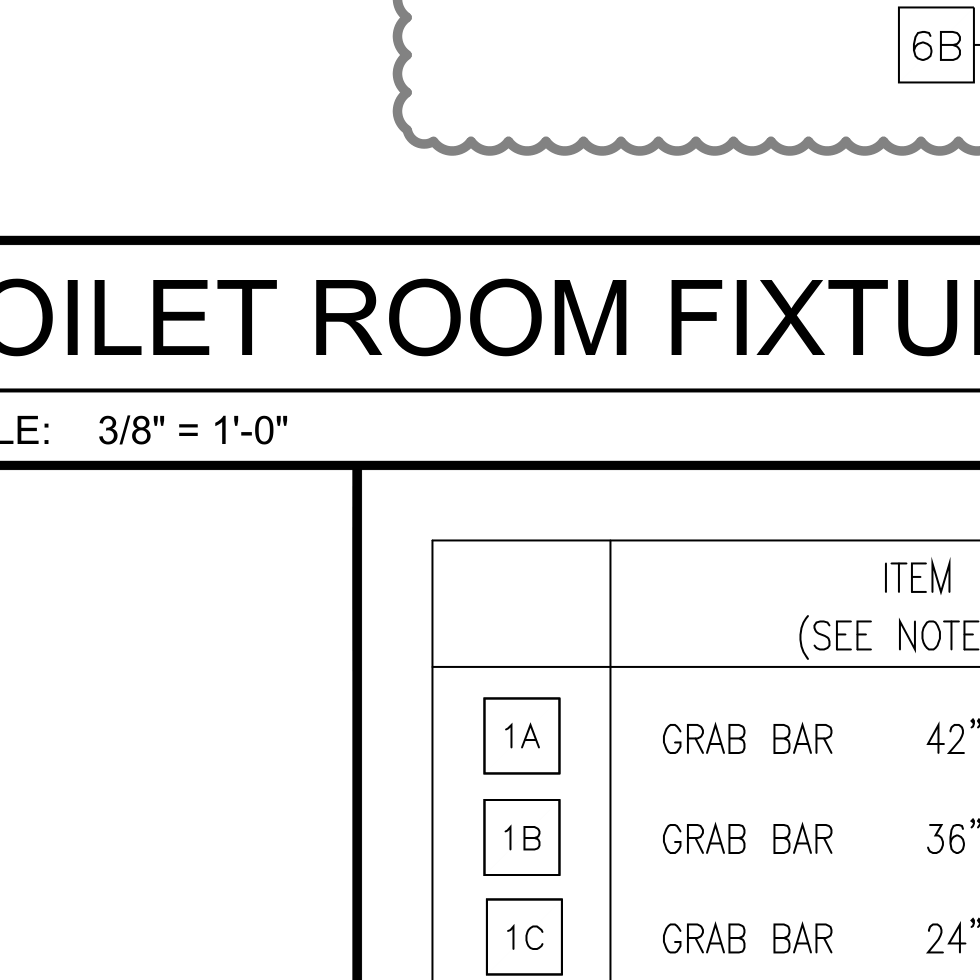 6B
OILET ROOM FIXTU
LE: 3/8" = 1'-0"
ITEM
(SEE NOTE
1A GRAB BAR 42"
1B GRAB BAR 36"
1C GRAB BAR 24"